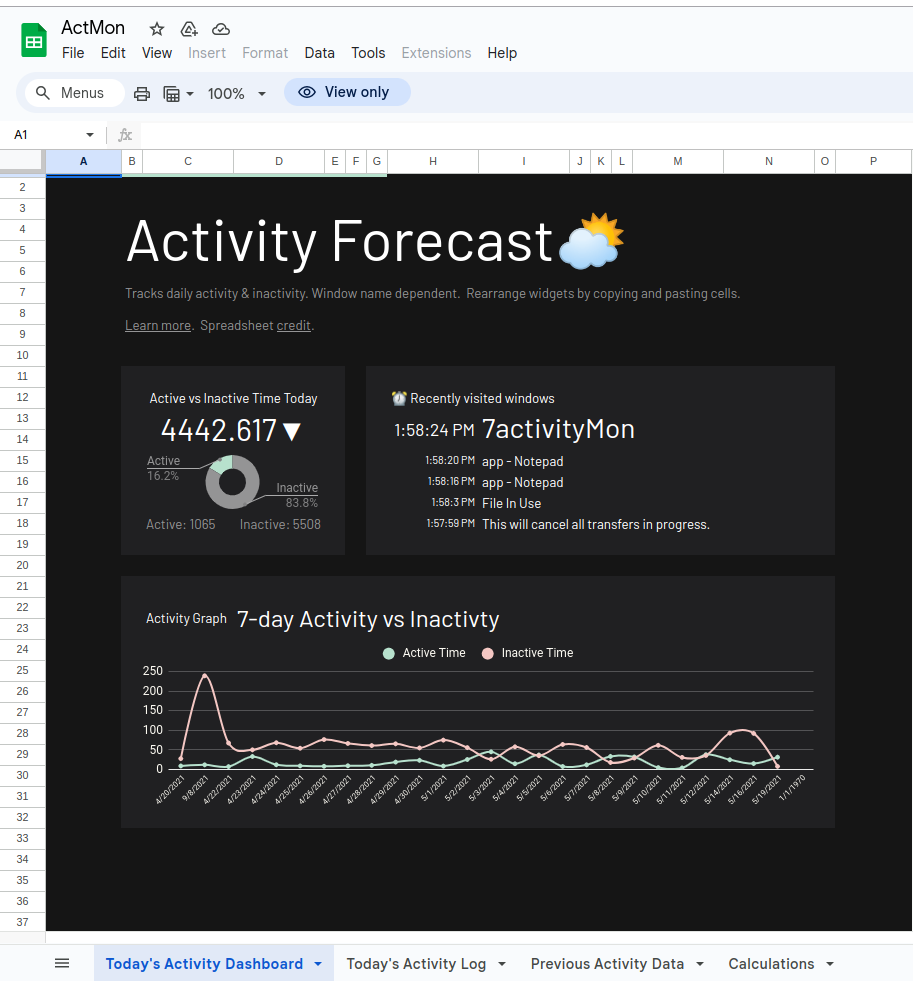 ActMon
File Edit View Insert Format Data Tools Extensions Help
Menus 100% View only
A1 fx
A B C D E F G H I J K L M N O P
2
3
4
5
6
7
8
9
10
11
12
13
14
15
16
17
18
19
20
21
22
23
24
25
26
27
28
29
30
31
32
33
34
35
36
37
Activity Forecast
Tracks daily activity & inactivity. Window name dependent. Rearrange widgets by copying and pasting cells.
Learn more. Spreadsheet credit.
Active vs Inactive Time Today
4442.617▼
Active
16.2%
Inactive
83.8%
Active: 1065 Inactive: 5508
Recently visited windows
1:58:24 PM 7activityMon
1:58:20 PM app - Notepad
1:58:16 PM app - Notepad
1:58:3 PM File In Use
1:57:59 PM This will cancel all transfers in progress.
Activity Graph 7-day Activity vs Inactivty
Active Time Inactive Time
250
200
150
100
50
0
4/20/2021 9/8/2021 4/22/2021 4/23/2021 4/24/2021 4/25/2021 4/26/2021 4/27/2021 4/28/2021 4/29/2021 4/30/2021 5/1/2021 5/2/2021 5/3/2021 5/4/2021 5/5/2021 5/6/2021 5/7/2021 5/8/2021 5/9/2021 5/10/2021 5/11/2021 5/12/2021 5/14/2021 5/16/2021 5/19/2021 1/1/1970
Today's Activity Dashboard Today's Activity Log Previous Activity Data Calculations